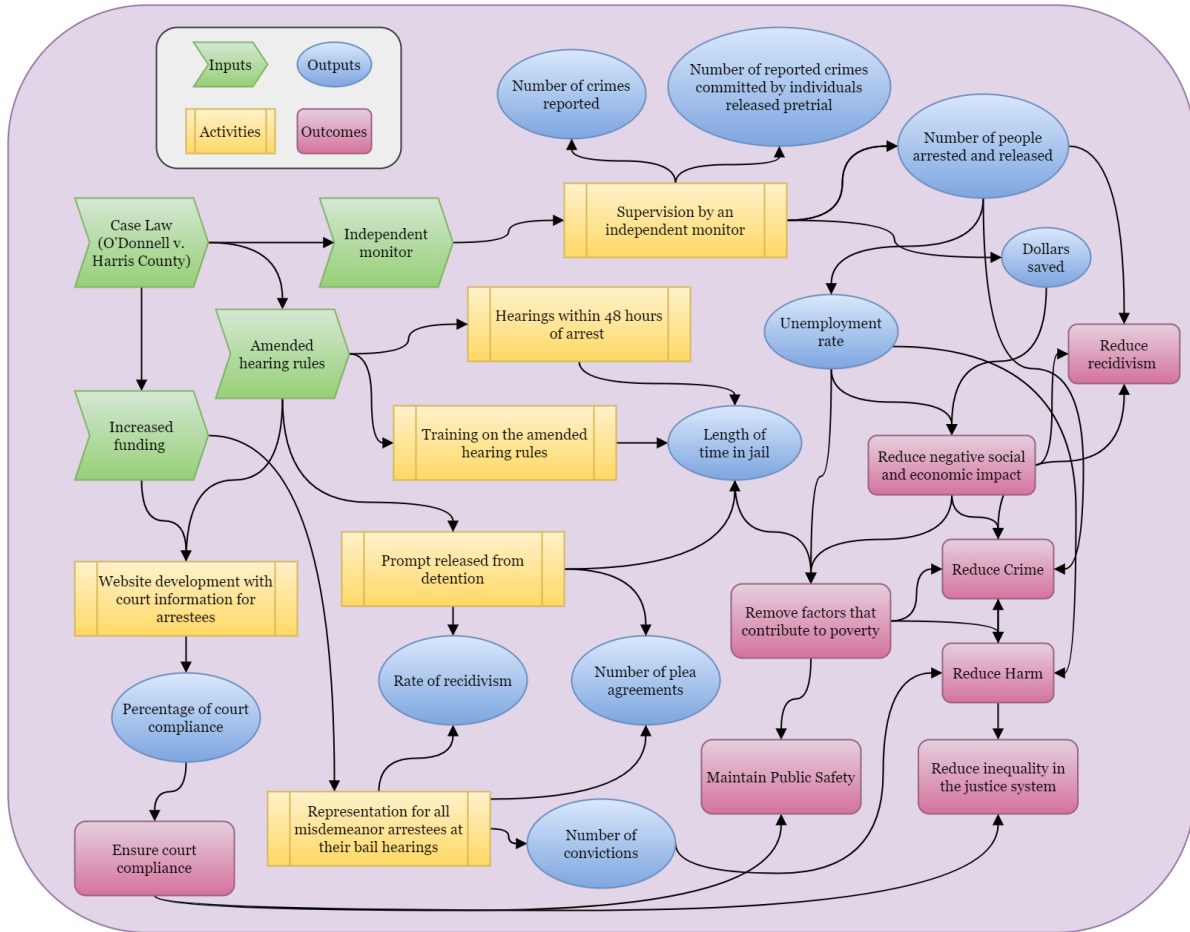 Inputs
Outputs
Activities
Outcomes
Number of crimes
reported
Number of reported crimes
committed by individuals
released pretrial
Number of people
arrested and released
Case Law
(O'Donnell v.
Harris County)
Independent
monitor
Supervision by an
independent monitor
Dollars
saved
Amended
hearing rules
Hearings within 48 hours
of arrest
Unemployment
rate
Reduce
recidivism
Increased
funding
Training on the amended
hearing rules
Length of
time in jail
Reduce negative social
and economic impact
Website development with
court information for
arrestees
Prompt released from
detention
Remove factors that
contribute to poverty
Reduce Crime
Reduce Harm
Percentage of court
compliance
Rate of recidivism
Number of plea
agreements
Maintain Public Safety
Reduce inequality in
the justice system
Ensure court
compliance
Representation for all
misdemeanor arrestees at
their bail hearings
Number of
convictions